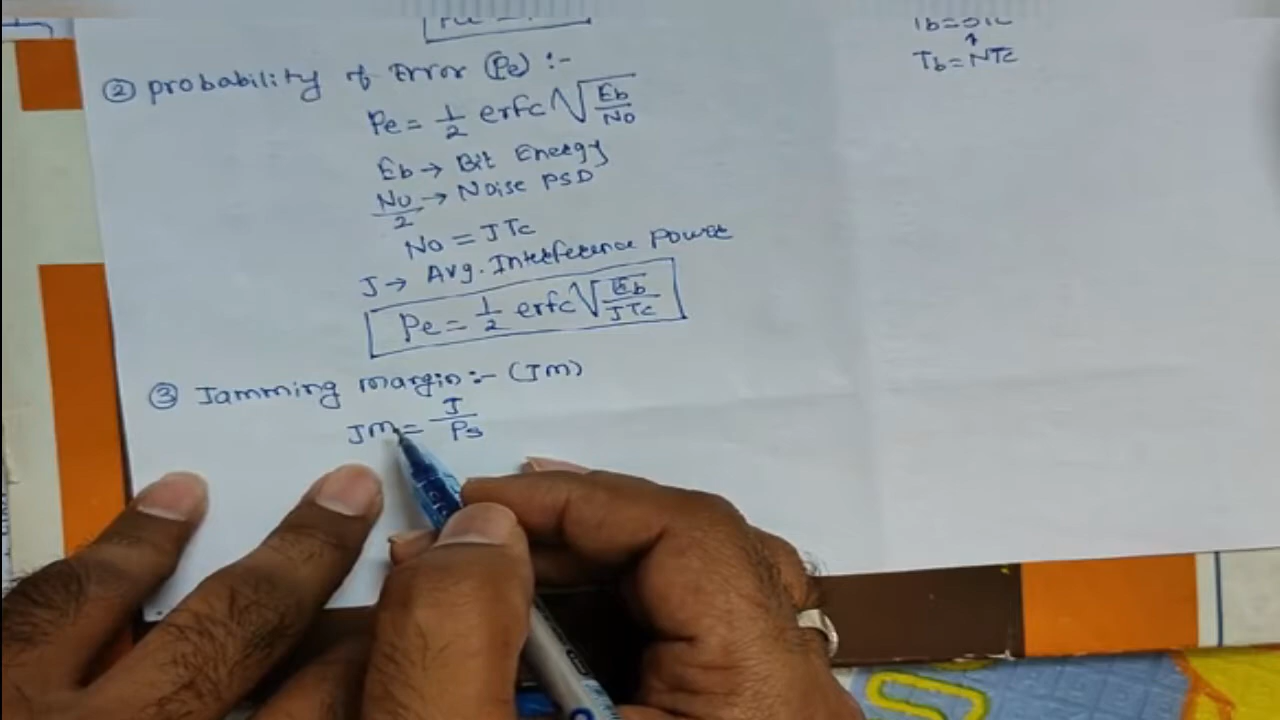 ② probability of Error (Pe) :-
Pe = 1/2 erfc √(Eb/No)
Eb → Bit Energy
No/2 → Noise PSD
No = JTc
J → Avg. Interference Power
Pe = 1/2 erfc √(Eb/JTc)
③ Jamming margin :- (Jm)
Jm = J/Ps
Tb = NTc